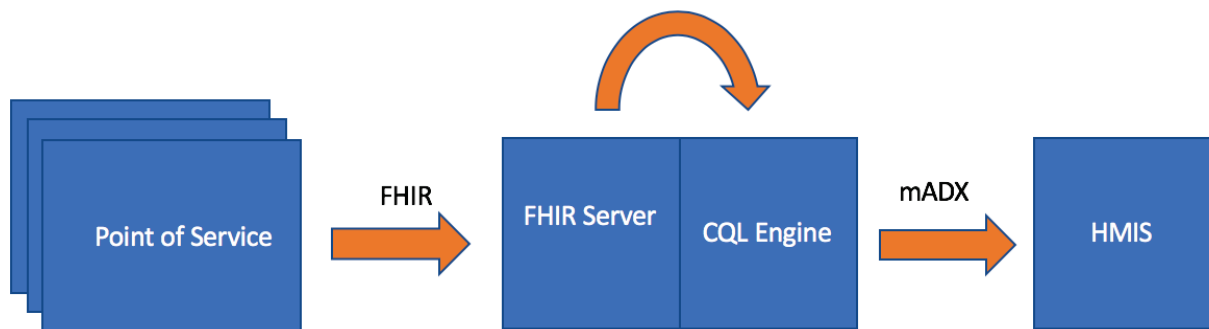 Point of Service
FHIR
FHIR Server
CQL Engine
mADX
HMIS